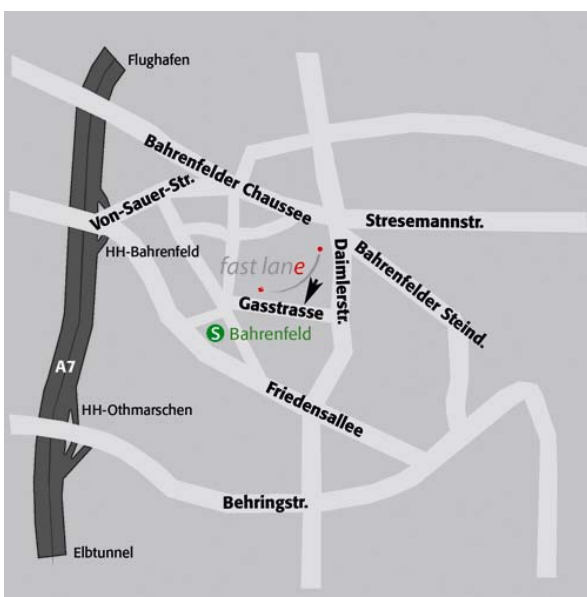 Flughafen
Bahrenfelder Chaussee
Von-Sauer-Str.
Stresemannstr.
HH-Bahrenfeld
fast lane
Daimlerstr.
Bahrenfelder Steind.
Gasstrasse
S Bahrenfeld
A7
HH-Othmarschen
Friedensallee
Behringstr.
Elbtunnel